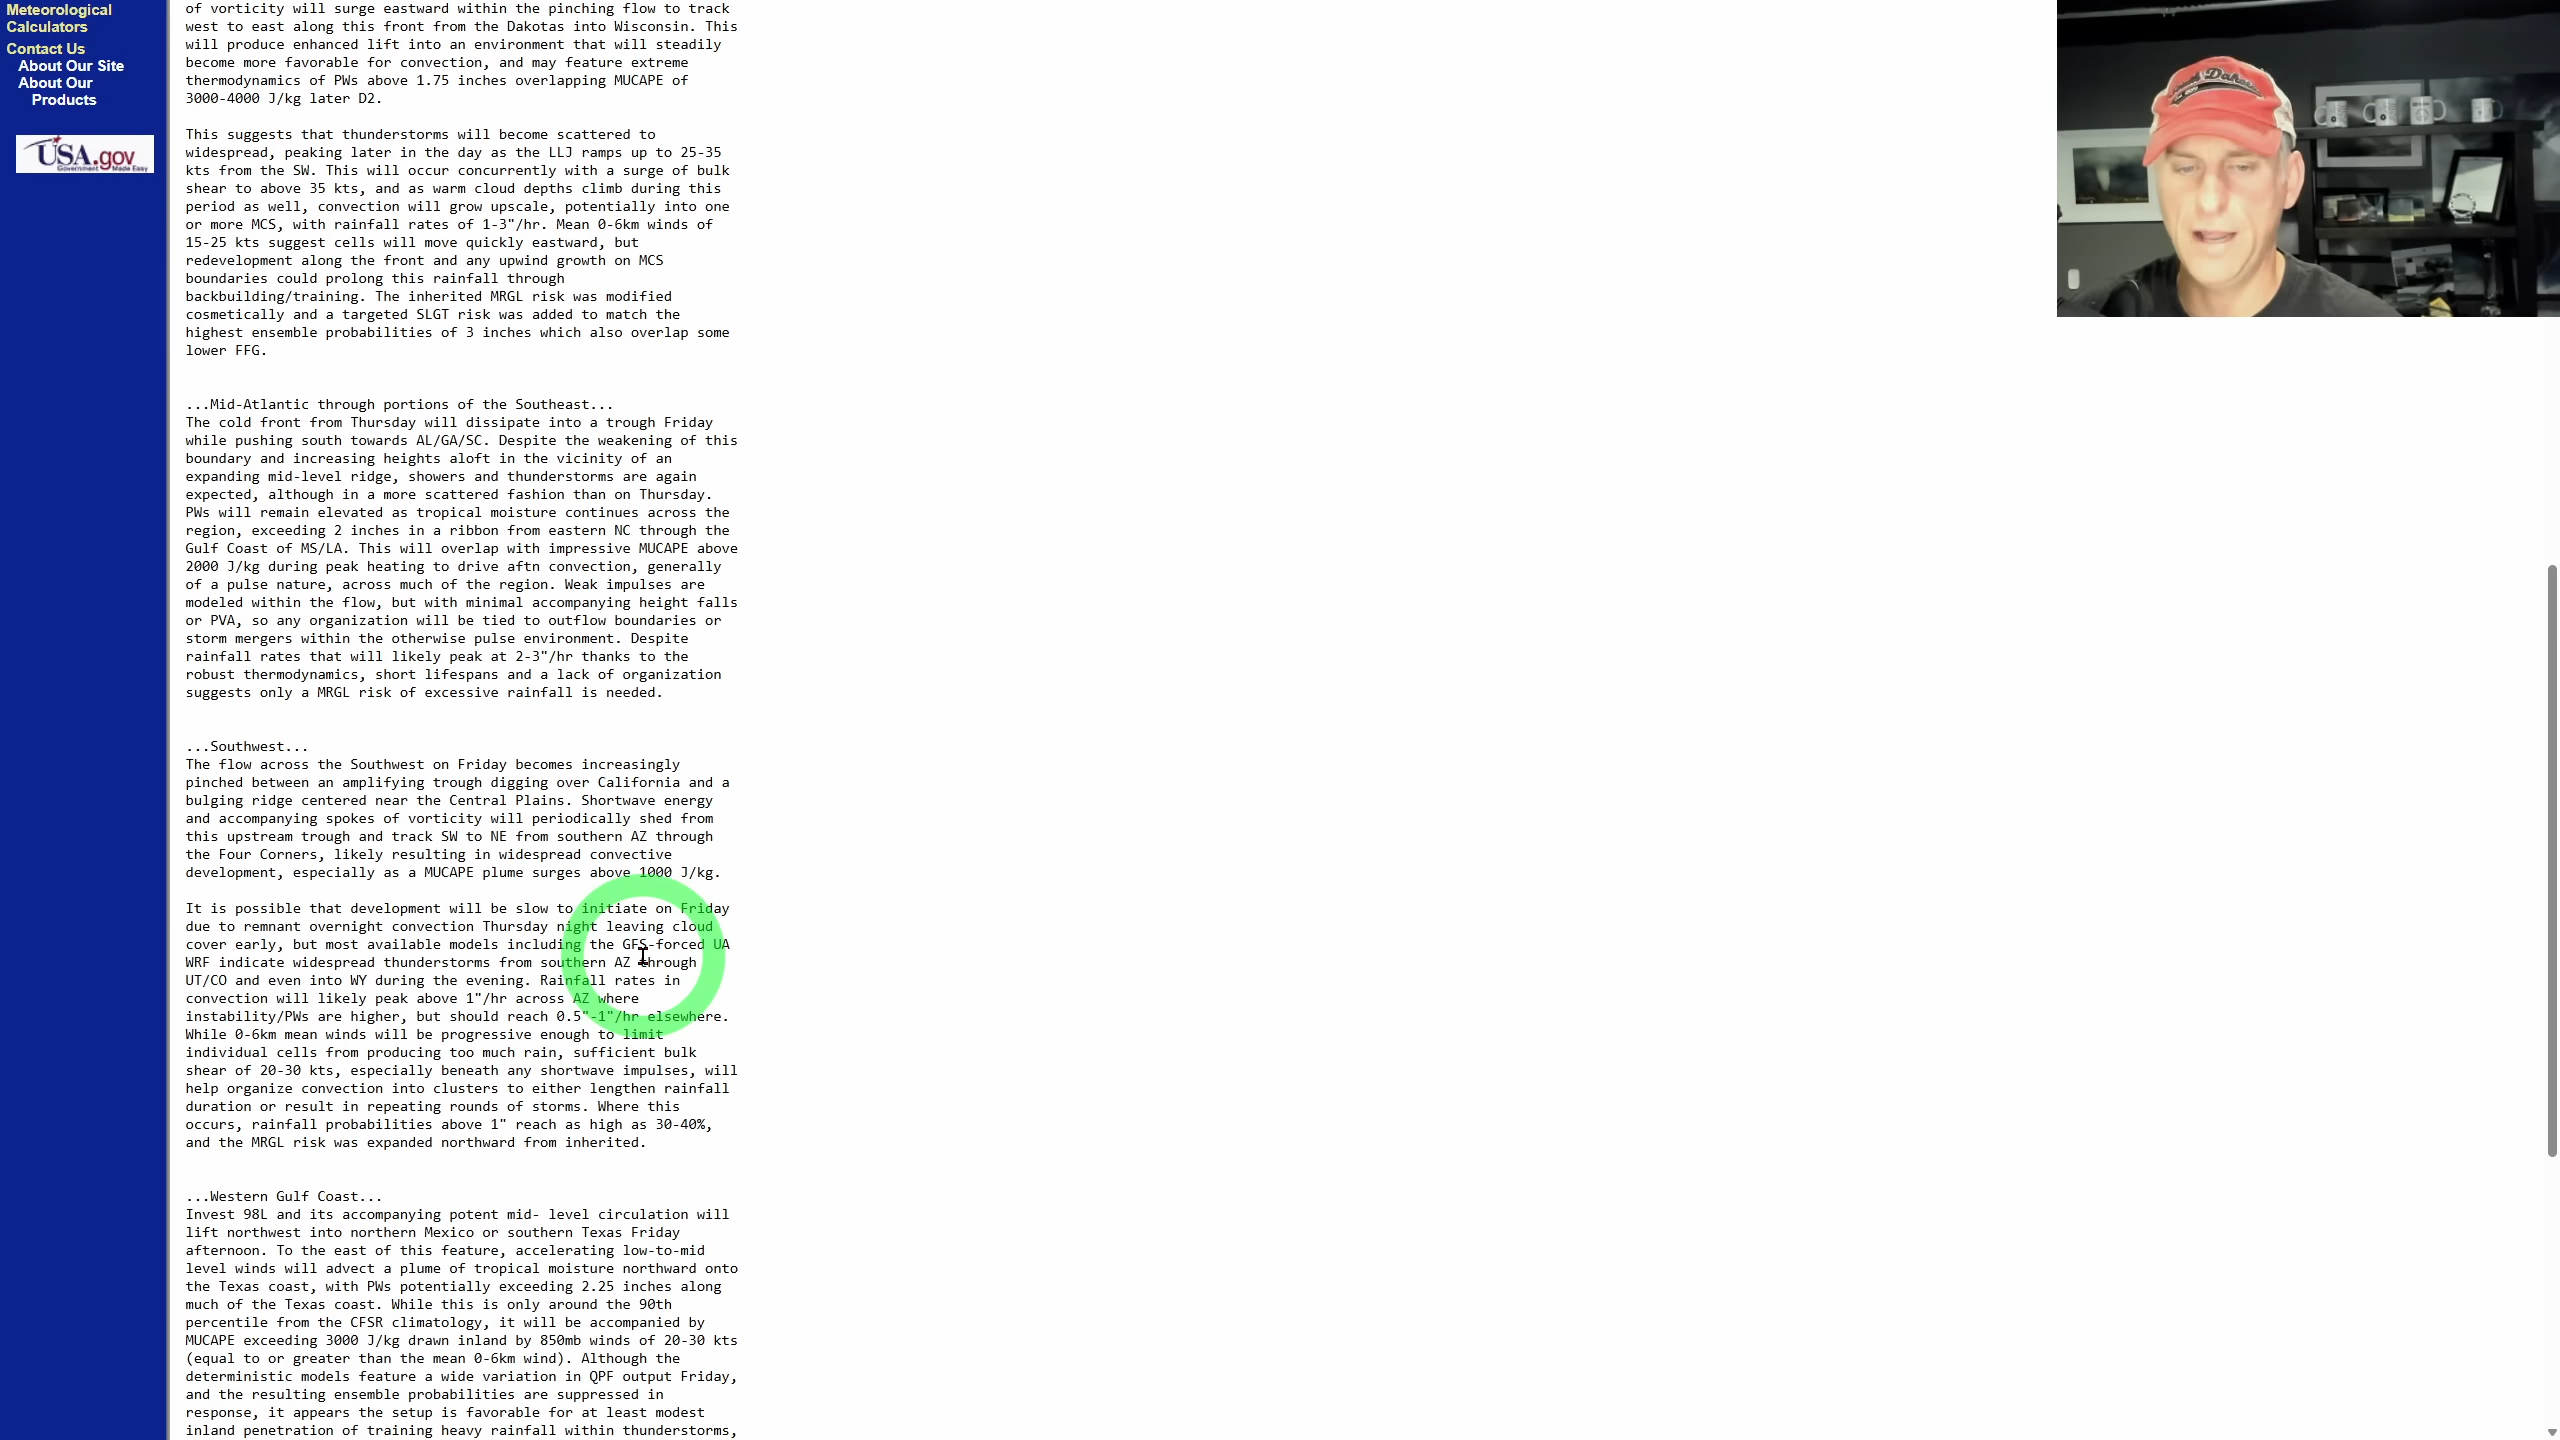 Meteorological
Calculators
Contact Us
About Our Site
About Our
Products
USA.gov
Government Made Easy
of vorticity will surge eastward within the pinching flow to track
west to east along this front from the Dakotas into Wisconsin. This
will produce enhanced lift into an environment that will steadily
become more favorable for convection, and may feature extreme
thermodynamics of PWs above 1.75 inches overlapping MUCAPE of
3000-4000 J/kg later D2.
This suggests that thunderstorms will become scattered to
widespread, peaking later in the day as the LLJ ramps up to 25-35
kts from the SW. This will occur concurrently with a surge of bulk
shear to above 35 kts, and as warm cloud depths climb during this
period as well, convection will grow upscale, potentially into one
or more MCS, with rainfall rates of 1-3"/hr. Mean 0-6km winds of
15-25 kts suggest cells will move quickly eastward, but
redevelopment along the front and any upwind growth on MCS
boundaries could prolong this rainfall through
backbuilding/training. The inherited MRGL risk was modified
cosmetically and a targeted SLGT risk was added to match the
highest ensemble probabilities of 3 inches which also overlap some
lower FFG.
...Mid-Atlantic through portions of the Southeast...
The cold front from Thursday will dissipate into a trough Friday
while pushing south towards AL/GA/SC. Despite the weakening of this
boundary and increasing heights aloft in the vicinity of an
expanding mid-level ridge, showers and thunderstorms are again
expected, although in a more scattered fashion than on Thursday.
PWs will remain elevated as tropical moisture continues across the
region, exceeding 2 inches in a ribbon from eastern NC through the
Gulf Coast of MS/LA. This will overlap with impressive MUCAPE above
2000 J/kg during peak heating to drive aftn convection, generally
of a pulse nature, across much of the region. Weak impulses are
modeled within the flow, but with minimal accompanying height falls
or PVA, so any organization will be tied to outflow boundaries or
storm mergers within the otherwise pulse environment. Despite
rainfall rates that will likely peak at 2-3"/hr thanks to the
robust thermodynamics, short lifespans and a lack of organization
suggests only a MRGL risk of excessive rainfall is needed.
...Southwest...
The flow across the Southwest on Friday becomes increasingly
pinched between an amplifying trough digging over California and a
bulging ridge centered near the Central Plains. Shortwave energy
and accompanying spokes of vorticity will periodically shed from
this upstream trough and track SW to NE from southern AZ through
the Four Corners, likely resulting in widespread convective
development, especially as a MUCAPE plume surges above 1000 J/kg.
It is possible that development will be slow to initiate on Friday
due to remnant overnight convection Thursday night leaving cloud
cover early, but most available models including the GFS-forced UA
WRF indicate widespread thunderstorms from southern AZ through
UT/CO and even into WY during the evening. Rainfall rates in
convection will likely peak above 1"/hr across AZ where
instability/PWs are higher, but should reach 0.5"-1"/hr elsewhere.
While 0-6km mean winds will be progressive enough to limit
individual cells from producing too much rain, sufficient bulk
shear of 20-30 kts, especially beneath any shortwave impulses, will
help organize convection into clusters to either lengthen rainfall
duration or result in repeating rounds of storms. Where this
occurs, rainfall probabilities above 1" reach as high as 30-40%,
and the MRGL risk was expanded northward from inherited.
...Western Gulf Coast...
Invest 98L and its accompanying potent mid- level circulation will
lift northwest into northern Mexico or southern Texas Friday
afternoon. To the east of this feature, accelerating low-to-mid
level winds will advect a plume of tropical moisture northward onto
the Texas coast, with PWs potentially exceeding 2.25 inches along
much of the Texas coast. While this is only around the 90th
percentile from the CFSR climatology, it will be accompanied by
MUCAPE exceeding 3000 J/kg drawn inland by 850mb winds of 20-30 kts
(equal to or greater than the mean 0-6km wind). Although the
deterministic models feature a wide variation in QPF output Friday,
and the resulting ensemble probabilities are suppressed in
response, it appears the setup is favorable for at least modest
inland penetration of training heavy rainfall within thunderstorms,